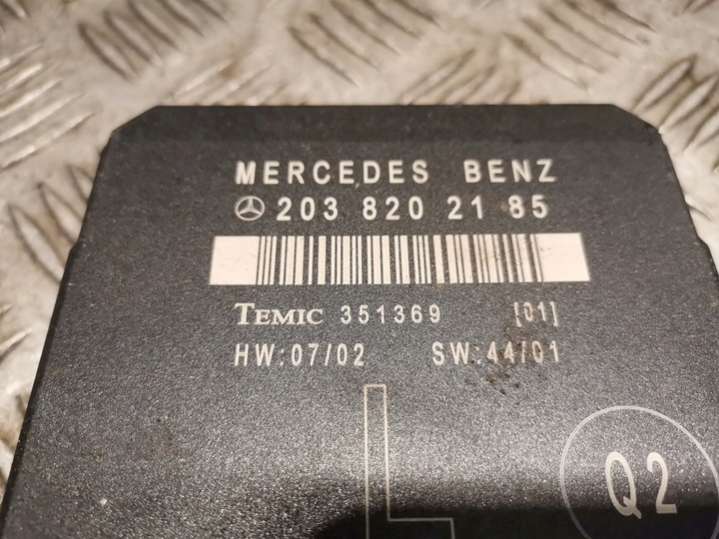 MERCEDES BENZ
203 820 21 85
TEMIC 351369 [01]
HW:07/02 SW:44/01
L
Q2